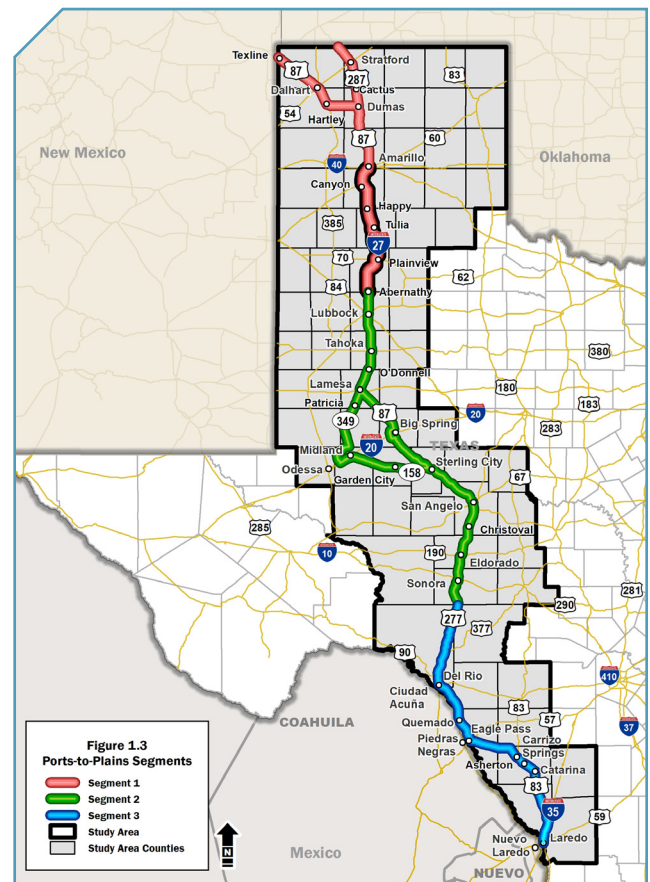 Texline
Stratford
87
287
83
Dalhart
Cactus
54
Dumas
Hartley
60
87
New Mexico
Oklahoma
40
Amarillo
Canyon
Happy
385
Tulia
27
70
Plainview
62
84
Abernathy
Lubbock
Tahoka
380
O'Donnell
Lamesa
180
Patricia
183
87
20
349
283
Big Spring
20
TEXAS
Midland
Sterling City
Odessa
158
67
Garden City
San Angelo
285
Christoval
190
10
Eldorado
Sonora
290
281
277
377
90
Del Rio
410
Ciudad
Acuña
83
57
COAHUILA
Quemado
37
Eagle Pass
Piedras
Negras
Carrizo
Springs
Asherton
Catarina
83
35
59
Nuevo
Laredo
Laredo
Mexico
NUEVO
Figure 1.3
Ports-to-Plains Segments
Segment 1
Segment 2
Segment 3
Study Area
Study Area Counties
N